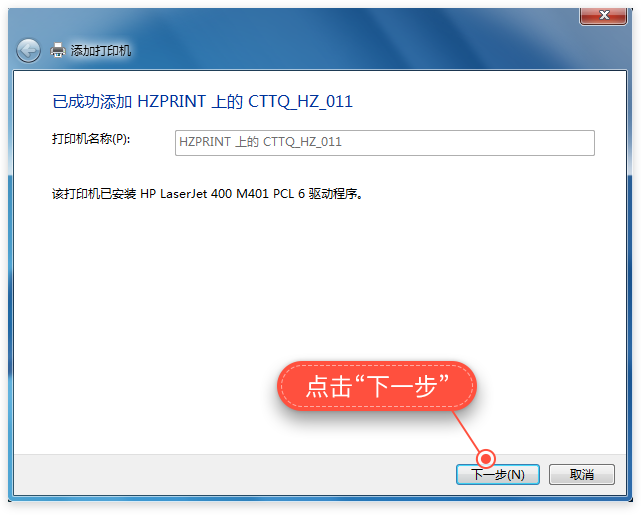 添加打印机
已成功添加 HZPRINT 上的 CTTQ_HZ_011
打印机名称(P): HZPRINT 上的 CTTQ_HZ_011
该打印机已安装 HP LaserJet 400 M401 PCL 6 驱动程序。
点击“下一步”
下一步(N) 取消